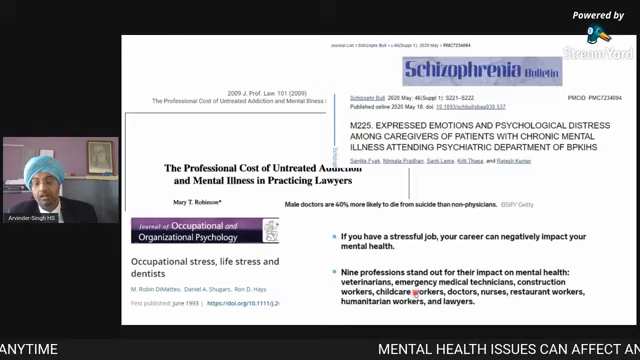 Powered by
StreamYard
Journal List > Schizophr Bull > v.46(Suppl 1); 2020 May > PMC7234094
Schizophrenia Bulletin
2009 J. Prof. Law. 101 (2009)
The Professional Cost of Untreated Addiction and Mental Illness i
Schizophr Bull. 2020 May; 46(Suppl 1): S221–S222.
PMCID: PMC7234094
Published online 2020 May 18. doi: 10.1093/schbul/sbaa030.537
M225. EXPRESSED EMOTIONS AND PSYCHOLOGICAL DISTRESS
AMONG CAREGIVERS OF PATIENTS WITH CHRONIC MENTAL
ILLNESS ATTENDING PSYCHIATRIC DEPARTMENT OF BPKIHS
Sanjita Nirmala Pradhan, Sami Lama, Kriti Thapa, and Rajesh Kumar
The Professional Cost of Untreated Addiction
and Mental Illness in Practicing Lawyers
Mary T. Robinson*
Male doctors are 40% more likely to die from suicide than non-physicians. BSIP/ Getty
Journal of Occupational and
Organizational Psychology
Occupational stress, life stress and
dentists
M. Robin DiMatteo, Daniel A. Shugars, Ron D. Hays
First published: June 1993 | https://doi.org/10.1111/j.2
If you have a stressful job, your career can negatively impact your
mental health.
Nine professions stand out for their impact on mental health:
veterinarians, emergency medical technicians, construction
workers, childcare workers, doctors, nurses, restaurant workers,
humanitarian workers, and lawyers.
Arvinder-Singh HS
ANYTIME
MENTAL HEALTH ISSUES CAN AFFECT AN